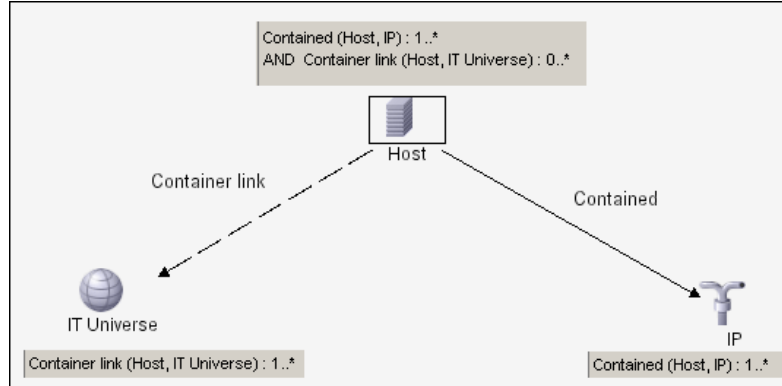 Contained (Host, IP) : 1..*
AND  Container link (Host, IT Universe) : 0..*
Host
Container link
Contained
IT Universe
IP
Container link (Host, IT Universe) : 1..*
Contained (Host, IP) : 1..*